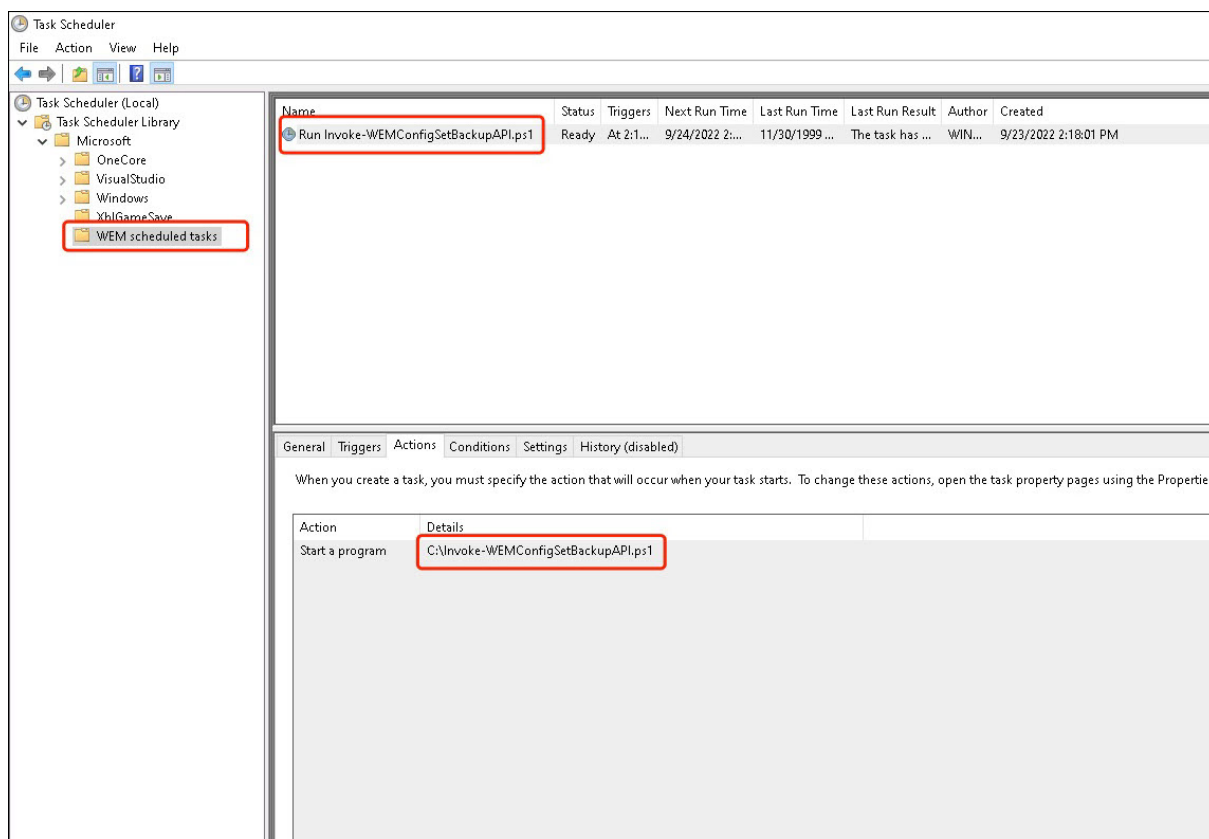 Task Scheduler
File Action View Help
Task Scheduler (Local)
Task Scheduler Library
Microsoft
OneCore
VisualStudio
Windows
XblGameSave
WEM scheduled tasks
Name Status Triggers Next Run Time Last Run Time Last Run Result Author Created
Run Invoke-WEMConfigSetBackupAPI.ps1 Ready At 2:1... 9/24/2022 2:... 11/30/1999 ... The task has ... WIN... 9/23/2022 2:18:01 PM
General Triggers Actions Conditions Settings History (disabled)
When you create a task, you must specify the action that will occur when your task starts. To change these actions, open the task property pages using the Propertie
Action Details
Start a program C:\Invoke-WEMConfigSetBackupAPI.ps1